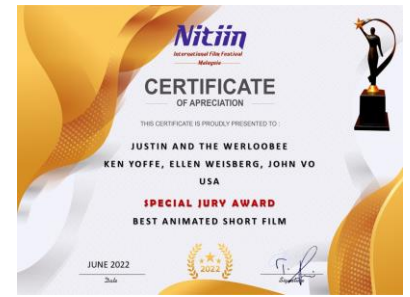 Nitiin
International Film Festival
Malaysia
CERTIFICATE
OF APRECIATION
THIS CERTIFICATE IS PROUDLY PRESENTED TO :
JUSTIN AND THE WERLOOBEE
KEN YOFFE, ELLEN WEISBERG, JOHN VO
USA
SPECIAL JURY AWARD
BEST ANIMATED SHORT FILM
JUNE 2022
Date
2022
Signature